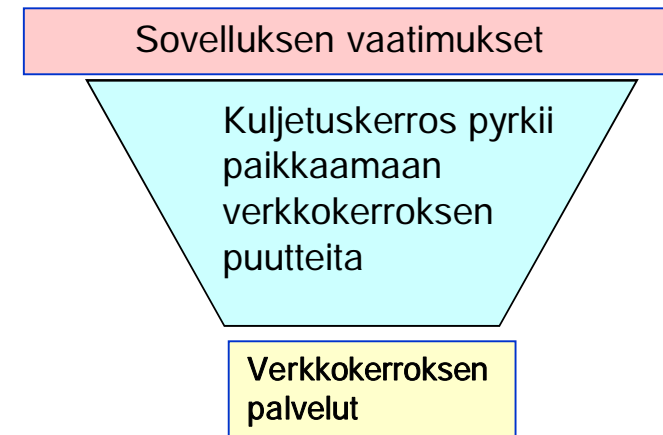 Sovelluksen vaatimukset
Kuljetuskerros pyrkii
paikkaamaan
verkkokerroksen
puutteita
Verkkokerroksen
palvelut